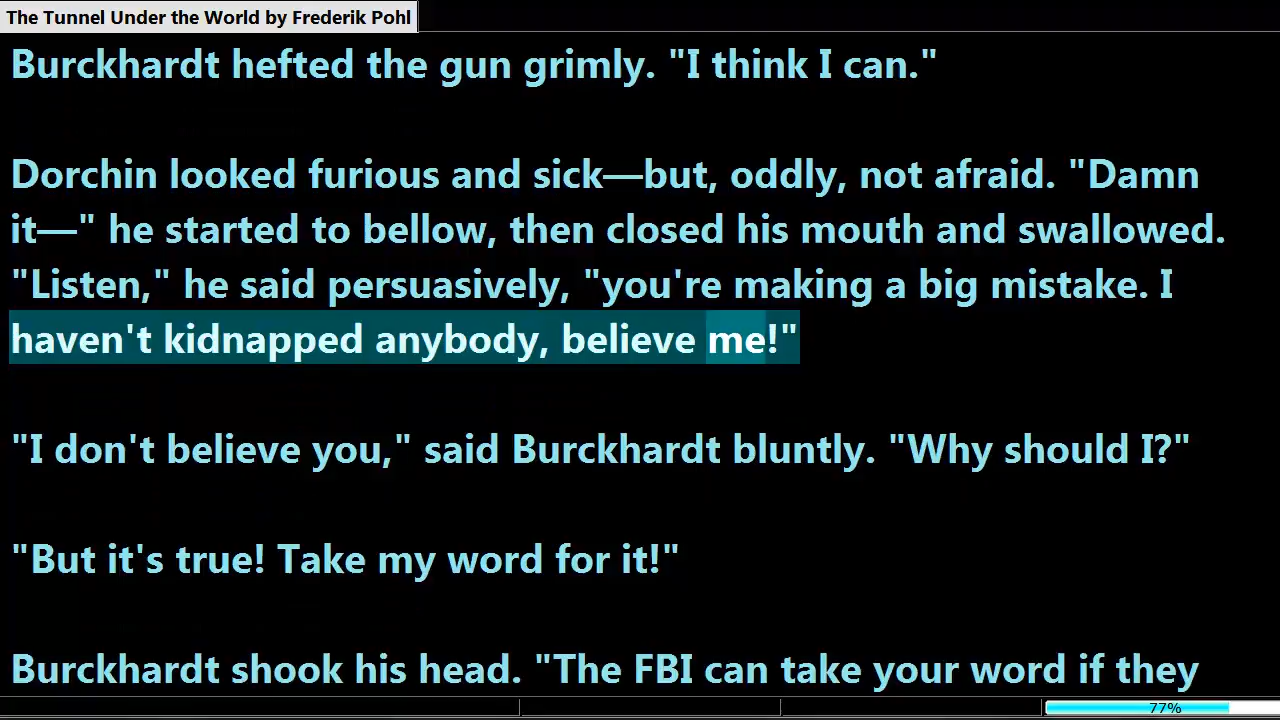 The Tunnel Under the World by Frederik Pohl
Burckhardt hefted the gun grimly. "I think I can."
Dorchin looked furious and sick—but, oddly, not afraid. "Damn
it—" he started to bellow, then closed his mouth and swallowed.
"Listen," he said persuasively, "you're making a big mistake. I
haven't kidnapped anybody, believe me!"
"I don't believe you," said Burckhardt bluntly. "Why should I?"
"But it's true! Take my word for it!"
Burckhardt shook his head. "The FBI can take your word if they
77%